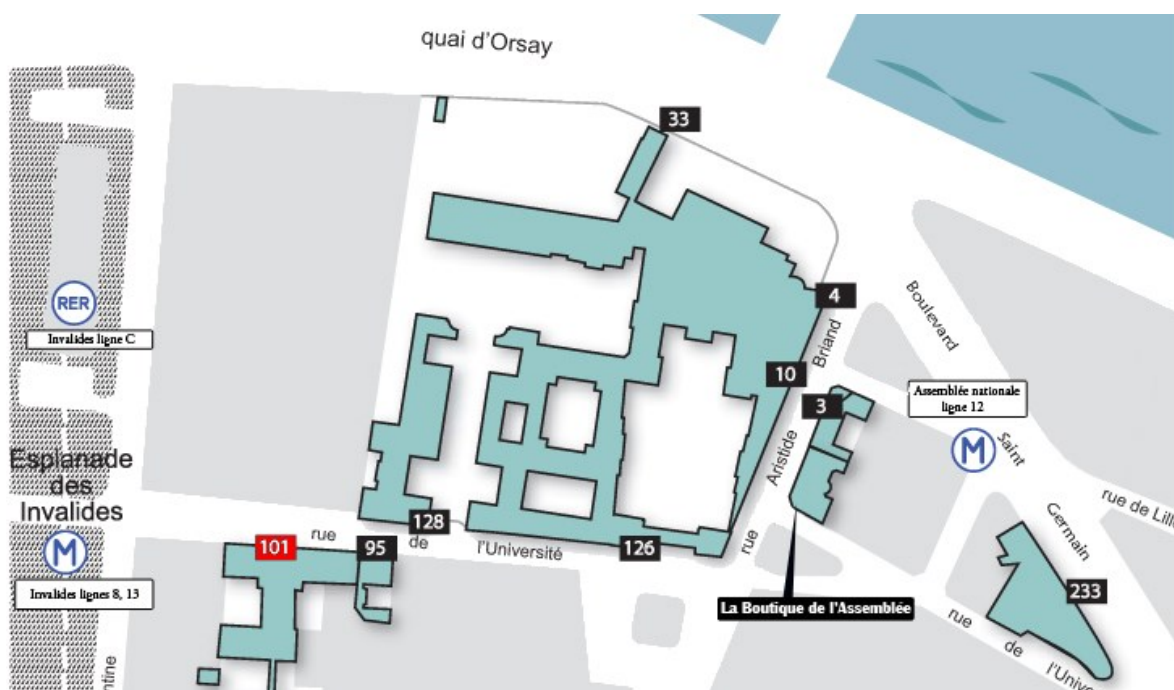 quai d'Orsay
33
RER
Invalides ligne C
4
Boulevard
Briand
10
3
Assemblée nationale
ligne 12
M
Saint
Aristide
Esplanade
des
Invalides
rue de Lill
Germain
128
101
rue
95
de
l'Université
126
rue
M
Invalides lignes 8, 13
233
La Boutique de l'Assemblée
rue
de
l'Unive
ntine